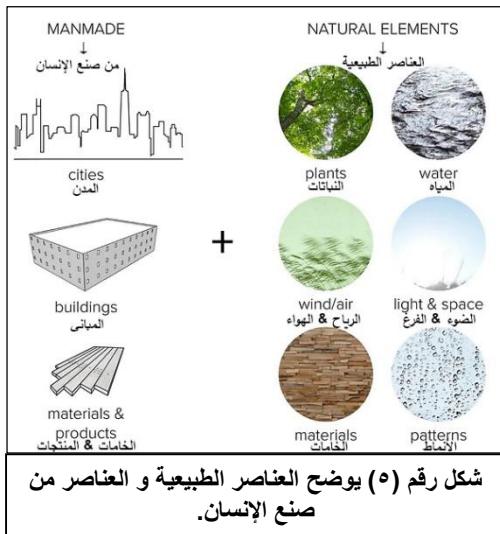 MANMADE
من صنع الإنسان
cities
المدن
buildings
المبانى
materials &
products
الخامات & المنتجات
+
NATURAL ELEMENTS
العناصر الطبيعية
plants
النباتات
water
المياه
wind/air
الرياح & الهواء
light & space
الضوء & الفرغ
materials
الخامات
patterns
الأنماط
شكل رقم (٥) يوضح العناصر الطبيعية و العناصر من
صنع الإنسان.